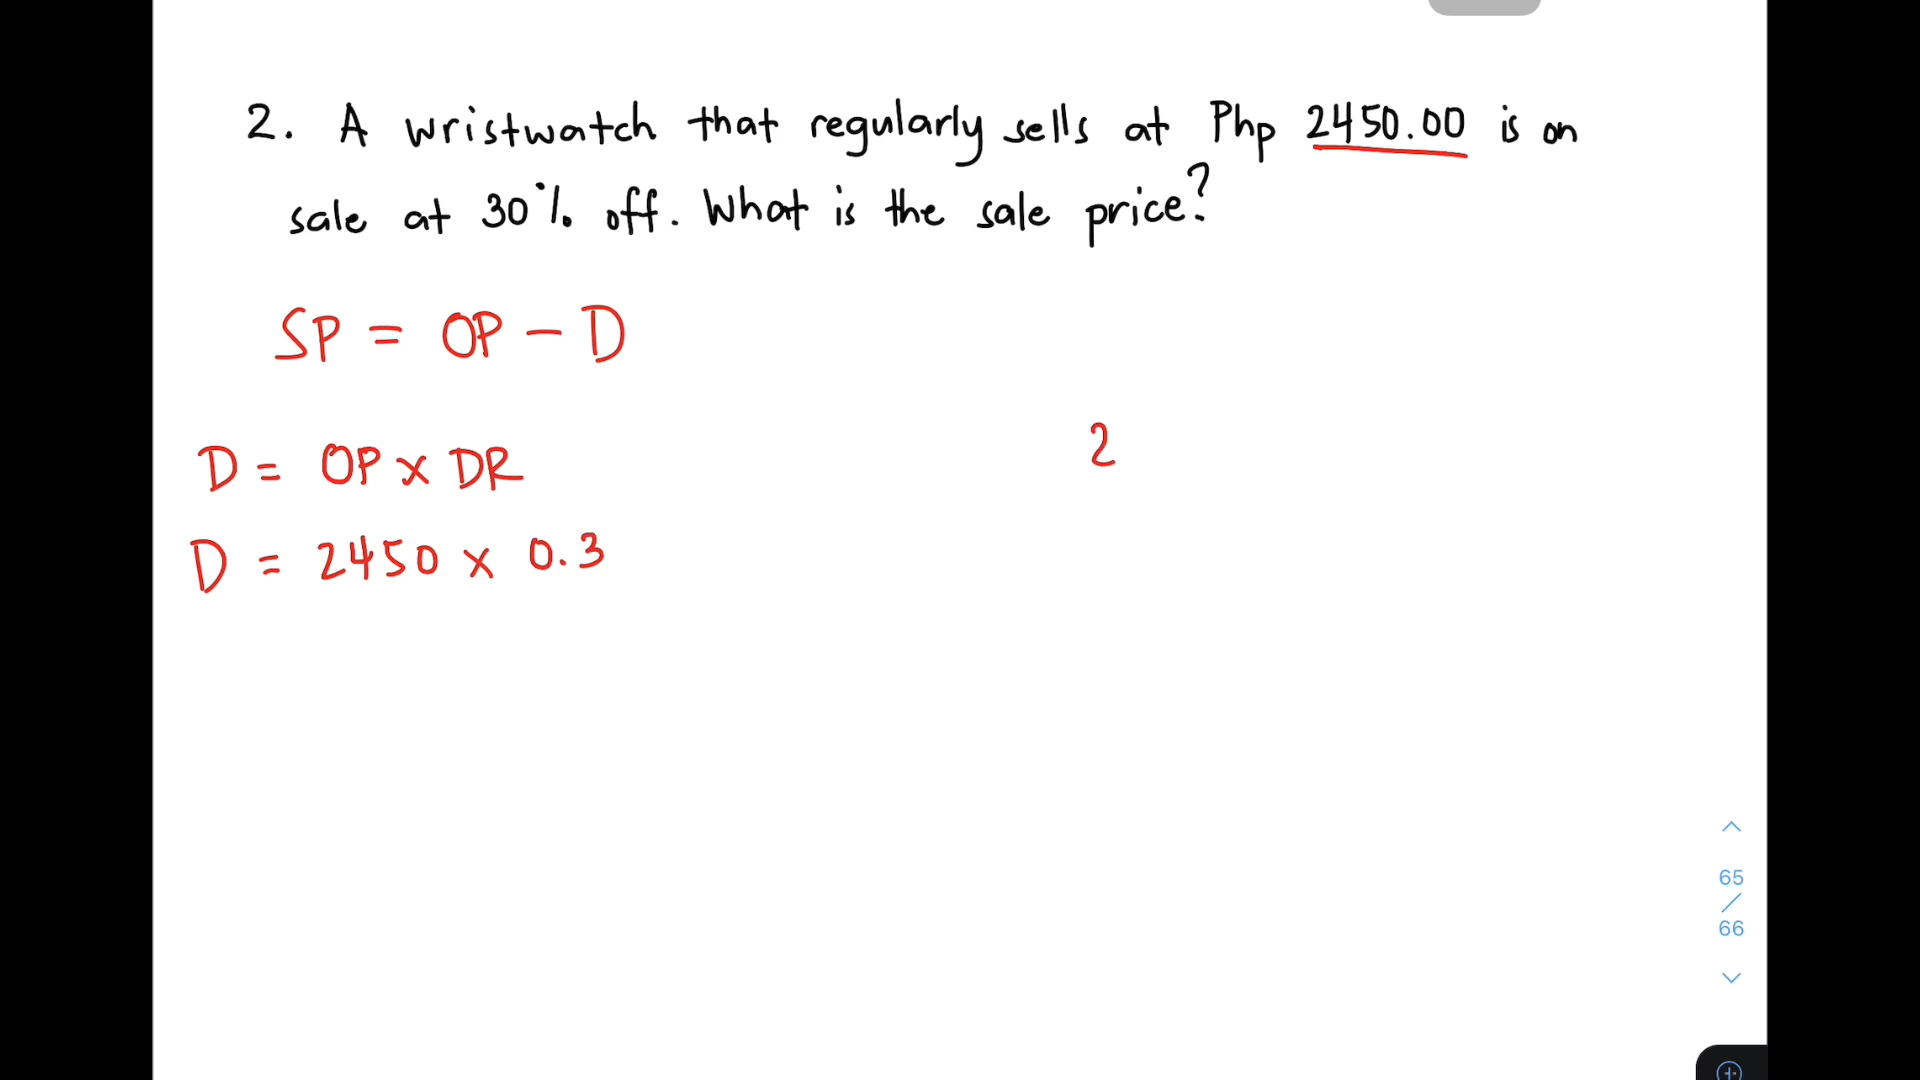 2. A wristwatch that regularly sells at Php 2450.00 is on
sale at 30% off. What is the sale price?
SP = OP - D
D = OP x DR
2
D = 2450 x 0.3
65
/
66